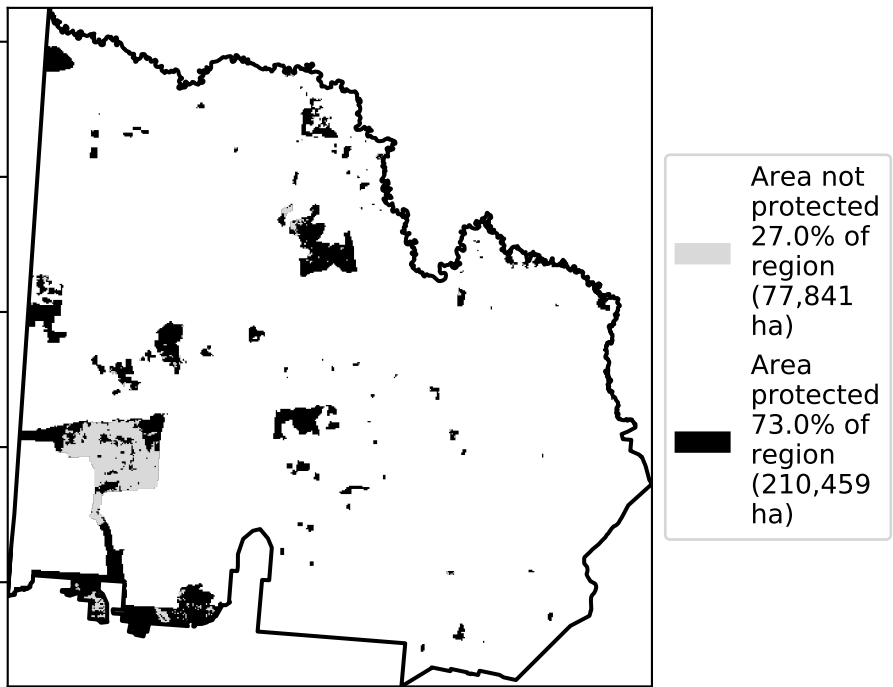 Area not
protected
27.0% of
region
(77,841
ha)
Area
protected
73.0% of
region
(210,459
ha)